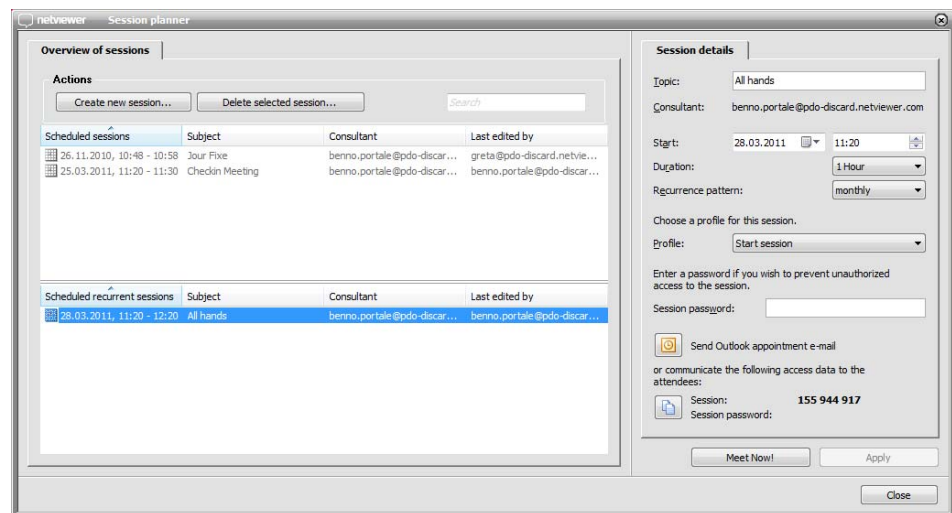 netviewer Session planner
Overview of sessions
Actions
Create new session...
Delete selected session...
Search
Scheduled sessions Subject Consultant Last edited by
26.11.2010, 10:48 - 10:58 Jour Fixe benno.portale@pdo-discar... greta@pdo-discard.netvie...
25.03.2011, 11:20 - 11:30 Checkin Meeting benno.portale@pdo-discar... benno.portale@pdo-discar...
Scheduled recurrent sessions Subject Consultant Last edited by
28.03.2011, 11:20 - 12:20 All hands benno.portale@pdo-discar... benno.portale@pdo-discar...
Session details
Topic: All hands
Consultant: benno.portale@pdo-discard.netviewer.com
Start: 28.03.2011 11:20
Duration: 1 Hour
Recurrence pattern: monthly
Choose a profile for this session.
Profile: Start session
Enter a password if you wish to prevent unauthorized
access to the session.
Session password:
Send Outlook appointment e-mail
or communicate the following access data to the
attendees:
Session: 155 944 917
Session password:
Meet Now!
Apply
Close